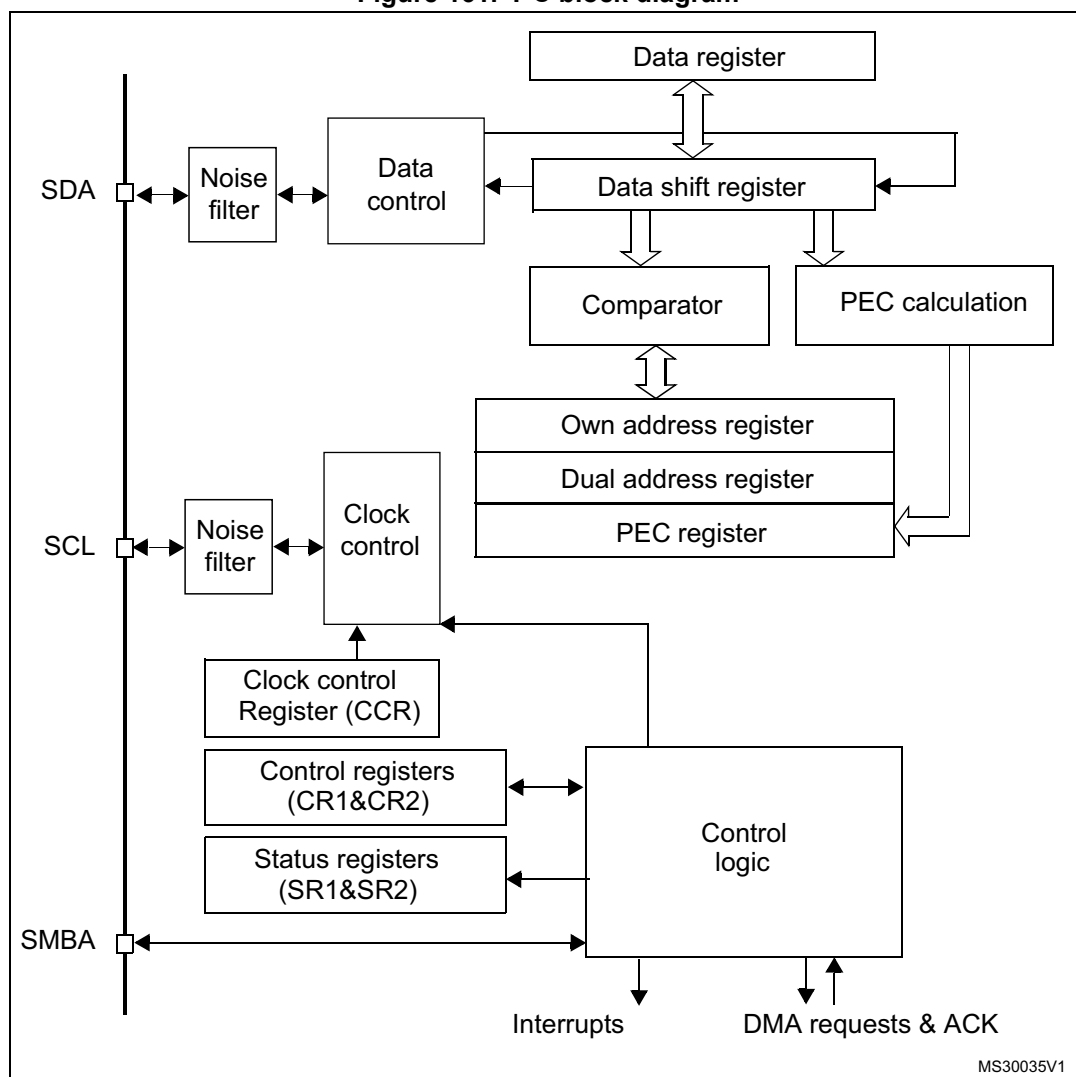 Data register
SDA
Noise
filter
Data
control
Data shift register
Comparator
PEC calculation
Own address register
Dual address register
PEC register
SCL
Noise
filter
Clock
control
Clock control
Register (CCR)
Control registers
(CR1&CR2)
Status registers
(SR1&SR2)
Control
logic
SMBA
Interrupts
DMA requests & ACK
MS30035V1